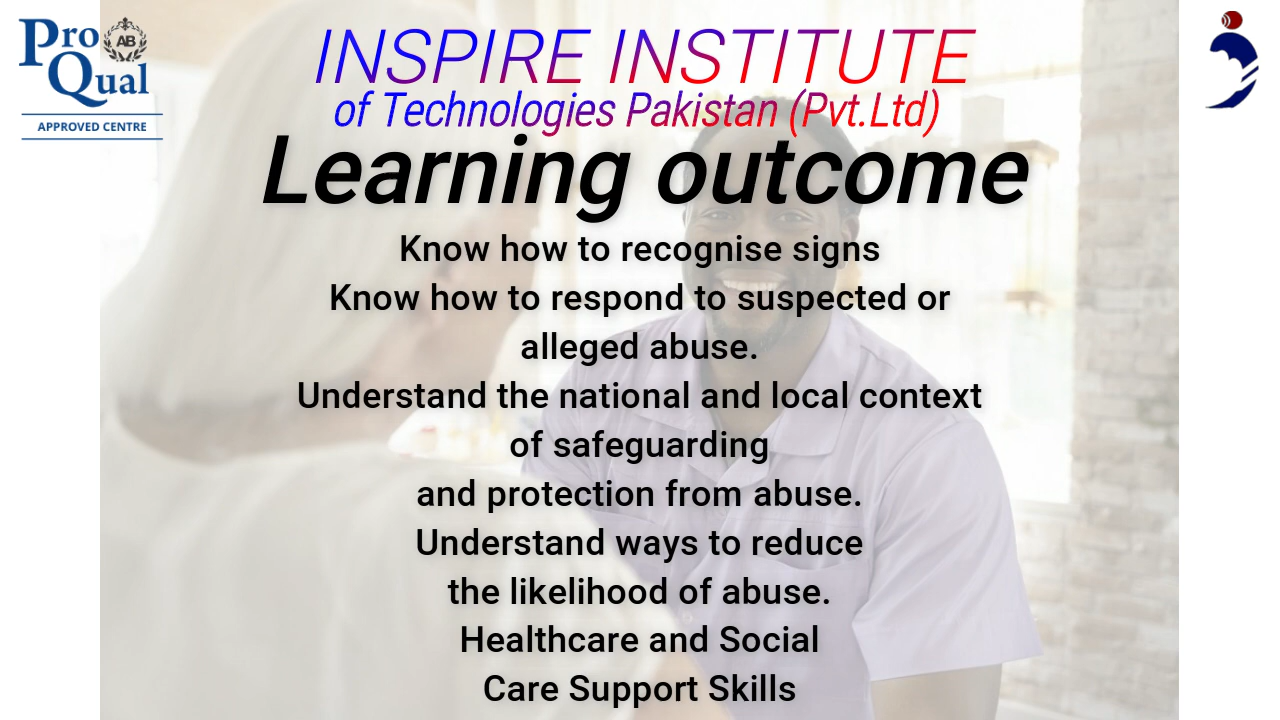 Pro
AB
Qual
APPROVED CENTRE
INSPIRE INSTITUTE
of Technologies Pakistan (Pvt.Ltd)
Learning outcome
Know how to recognise signs
Know how to respond to suspected or
alleged abuse.
Understand the national and local context
of safeguarding
and protection from abuse.
Understand ways to reduce
the likelihood of abuse.
Healthcare and Social
Care Support Skills